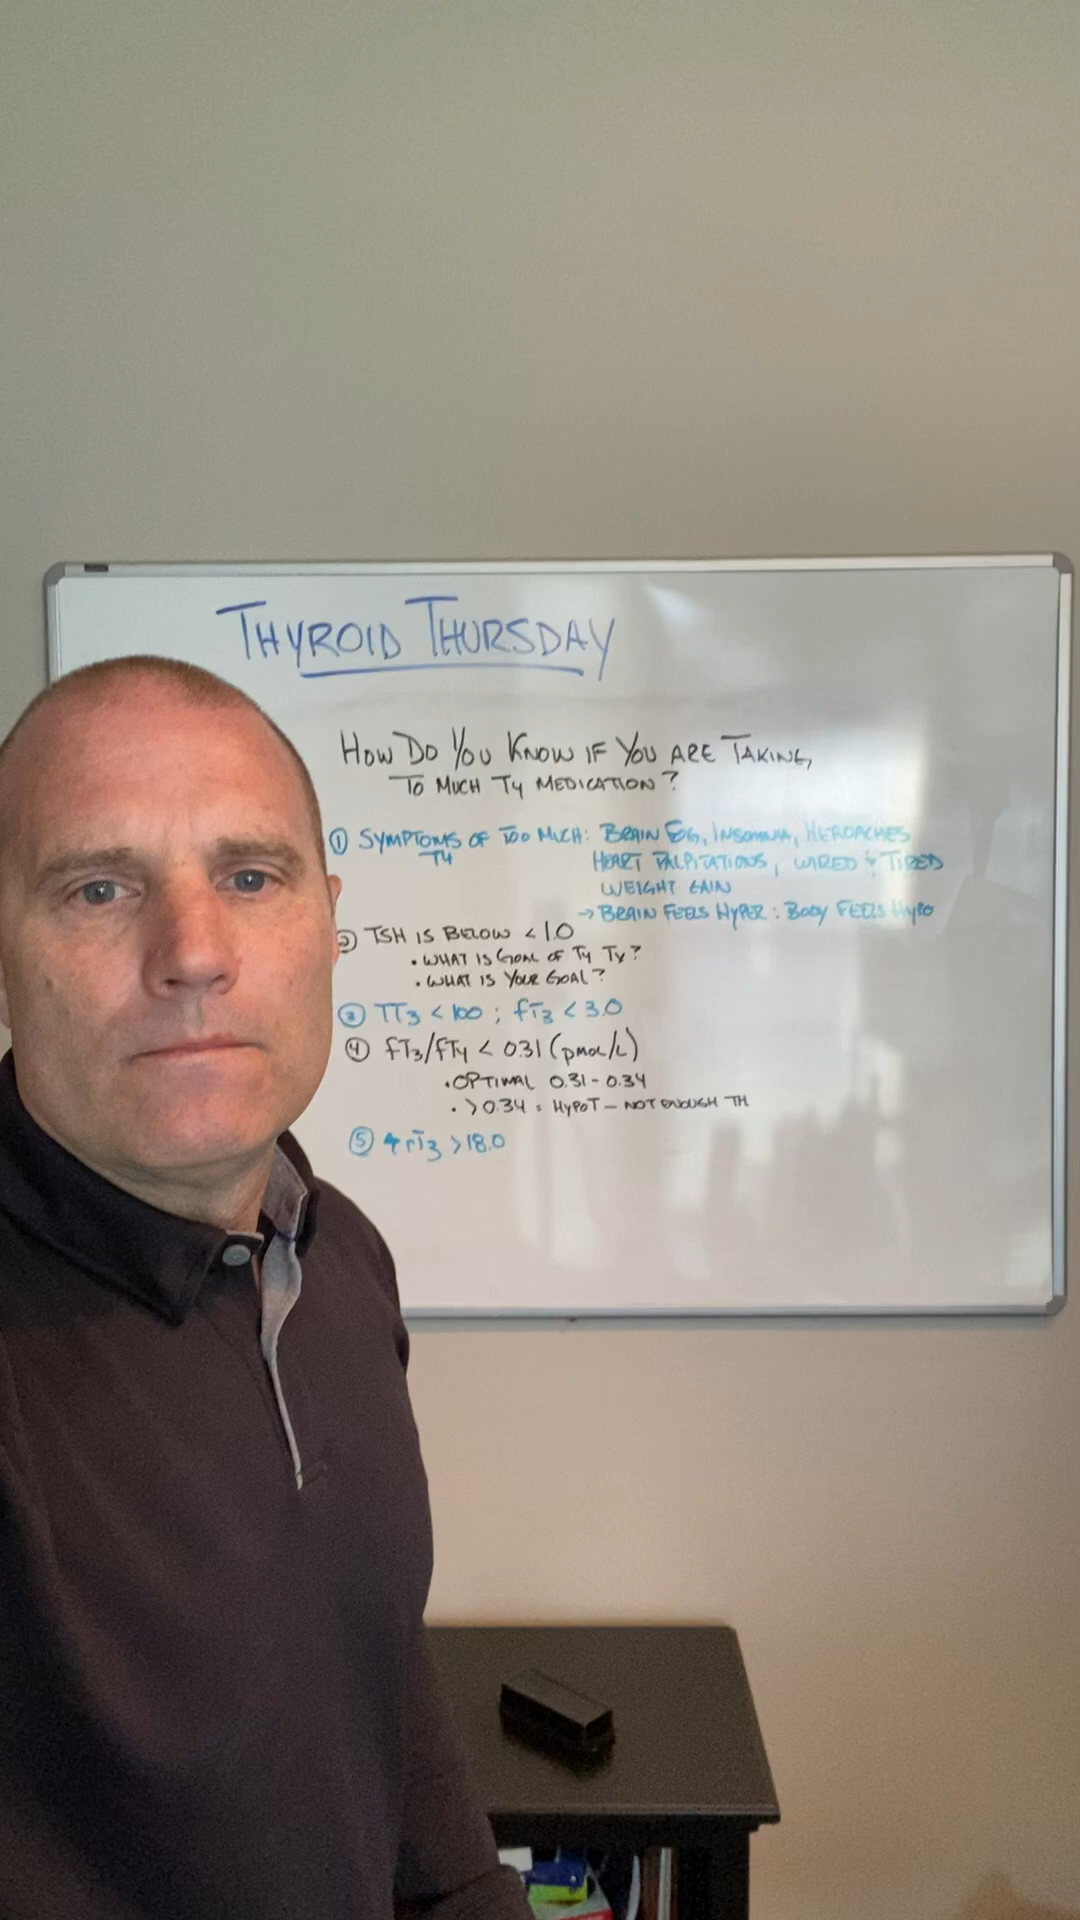 THYROID THURSDAY
HOW DO YOU KNOW IF YOU ARE TAKING,
TO MUCH T4 MEDICATION?
① SYMPTOMS OF TOO MUCH: BRAIN FOG, INSOMNIA, HEADACHES
T4 HEART PALPITATIONS, WIRED & TIRED
WEIGHT GAIN
→ BRAIN FEELS HYPER: BODY FEELS HYPO
② TSH IS BELOW < 1.0
• WHAT IS GOAL OF T4 TX?
• WHAT IS YOUR GOAL?
③ TT3 < 100 ; fT3 < 3.0
④ fT3/fT4 < 0.31 (pmol/L)
• OPTIMAL 0.31 - 0.34
• > 0.34 = HYPOT - NOT ENOUGH TH
⑤ ↑ rT3 > 18.0